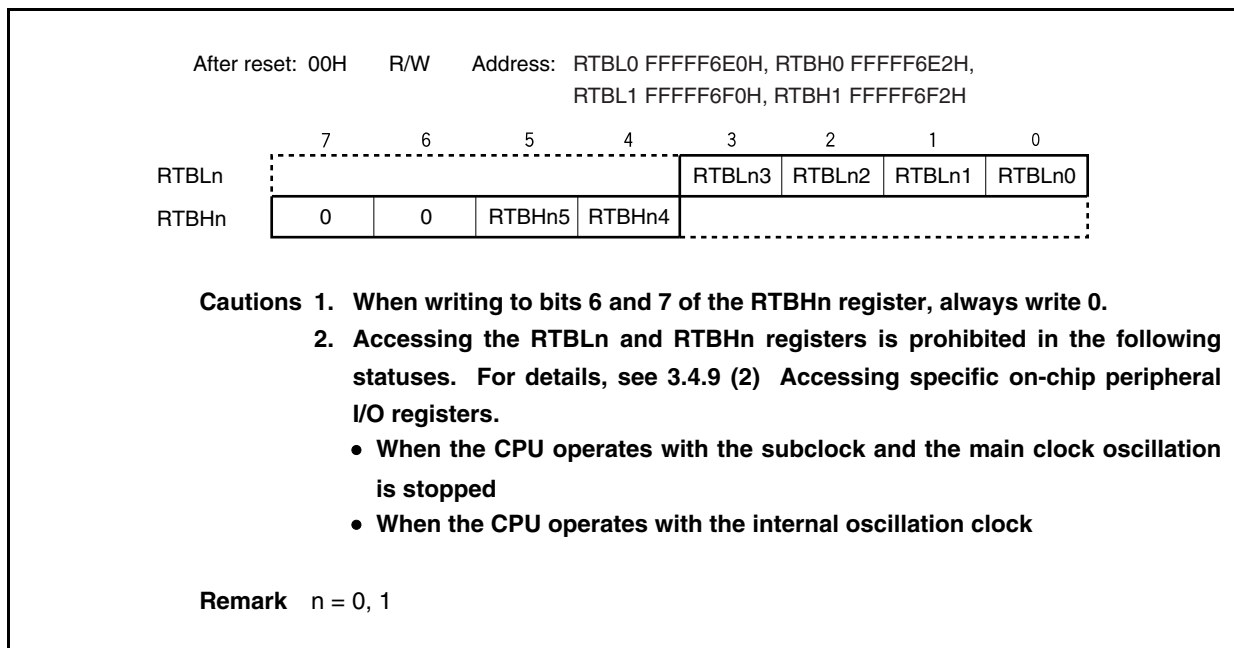 After reset: 00H R/W Address: RTBL0 FFFFF6E0H, RTBH0 FFFFF6E2H,
RTBL1 FFFFF6F0H, RTBH1 FFFFF6F2H
7 6 5 4 3 2 1 0
RTBLn RTBLn3 RTBLn2 RTBLn1 RTBLn0
RTBHn 0 0 RTBHn5 RTBHn4
Cautions 1. When writing to bits 6 and 7 of the RTBHn register, always write 0.
2. Accessing the RTBLn and RTBHn registers is prohibited in the following
statuses. For details, see 3.4.9 (2) Accessing specific on-chip peripheral
I/O registers.
• When the CPU operates with the subclock and the main clock oscillation
is stopped
• When the CPU operates with the internal oscillation clock
Remark n = 0, 1